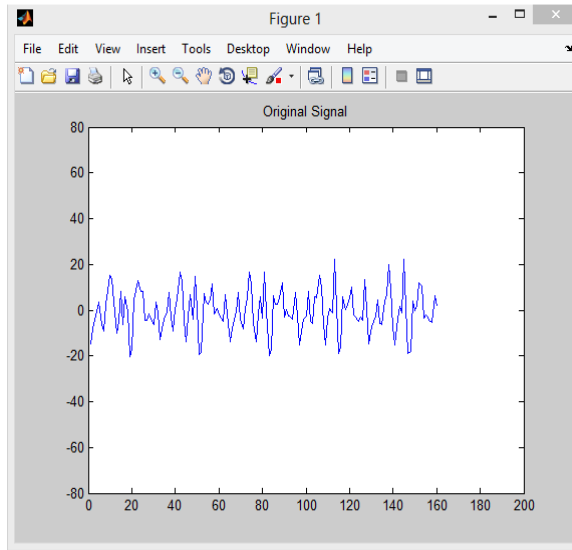 Figure 1
File Edit View Insert Tools Desktop Window Help
Original Signal
80
60
40
20
0
-20
-40
-60
-80
0 20 40 60 80 100 120 140 160 180 200